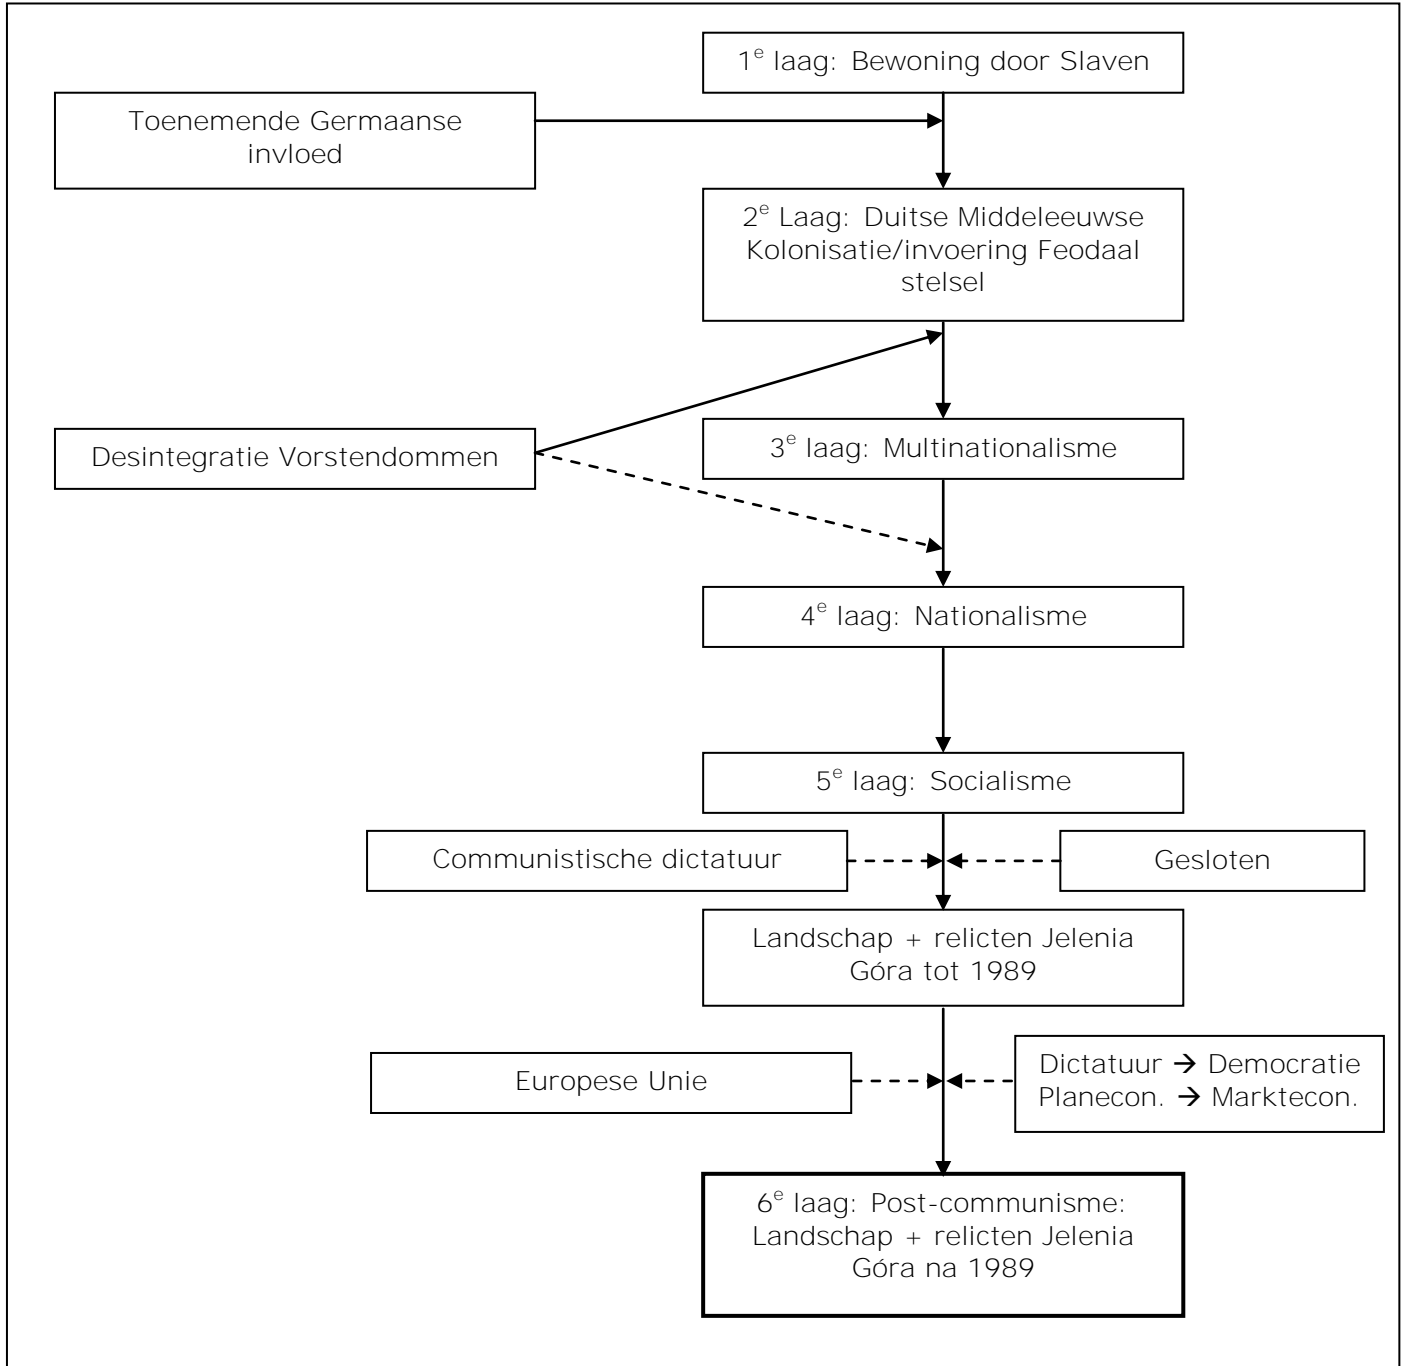 1e laag: Bewoning door Slaven
Toenemende Germaanse
invloed
2e Laag: Duitse Middeleeuwse
Kolonisatie/invoering Feodaal
stelsel
3e laag: Multinationalisme
Desintegratie Vorstendommen
4e laag: Nationalisme
5e laag: Socialisme
Communistische dictatuur
Gesloten
Landschap + relicten Jelenia
Góra tot 1989
Europese Unie
Dictatuur → Democratie
Planecon. → Marktecon.
6e laag: Post-communisme:
Landschap + relicten Jelenia
Góra na 1989